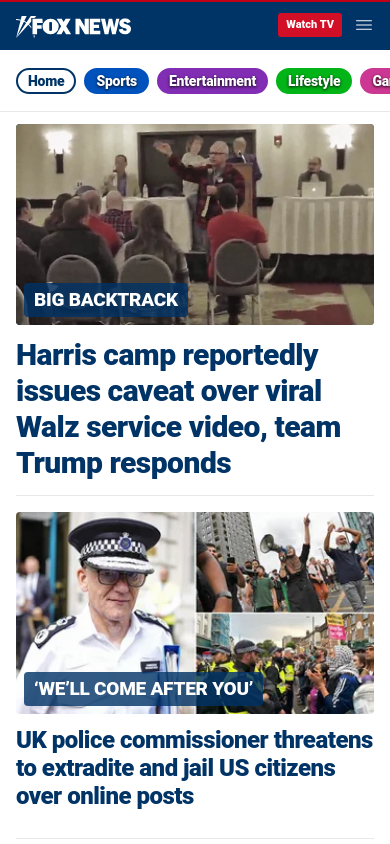 FOX NEWS
Watch TV
Home Sports Entertainment Lifestyle Ga
BIG BACKTRACK
Harris camp reportedly
issues caveat over viral
Walz service video, team
Trump responds
‘WE’LL COME AFTER YOU’
UK police commissioner threatens
to extradite and jail US citizens
over online posts